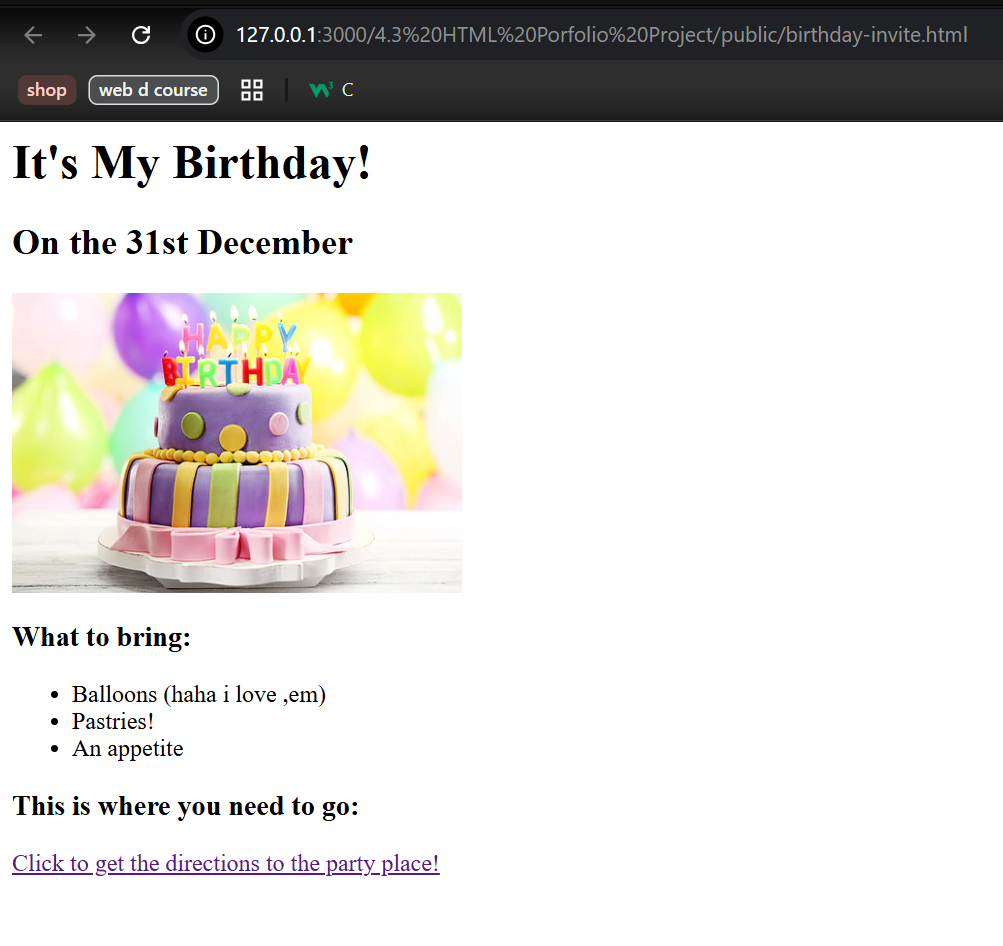 127.0.0.1:3000/4.3%20HTML%20Porfolio%20Project/public/birthday-invite.html
shop web d course W3 C
It's My Birthday!
On the 31st December
HAPPY
BIRTHDAY
What to bring:
• Balloons (haha i love ,em)
• Pastries!
• An appetite
This is where you need to go:
Click to get the directions to the party place!